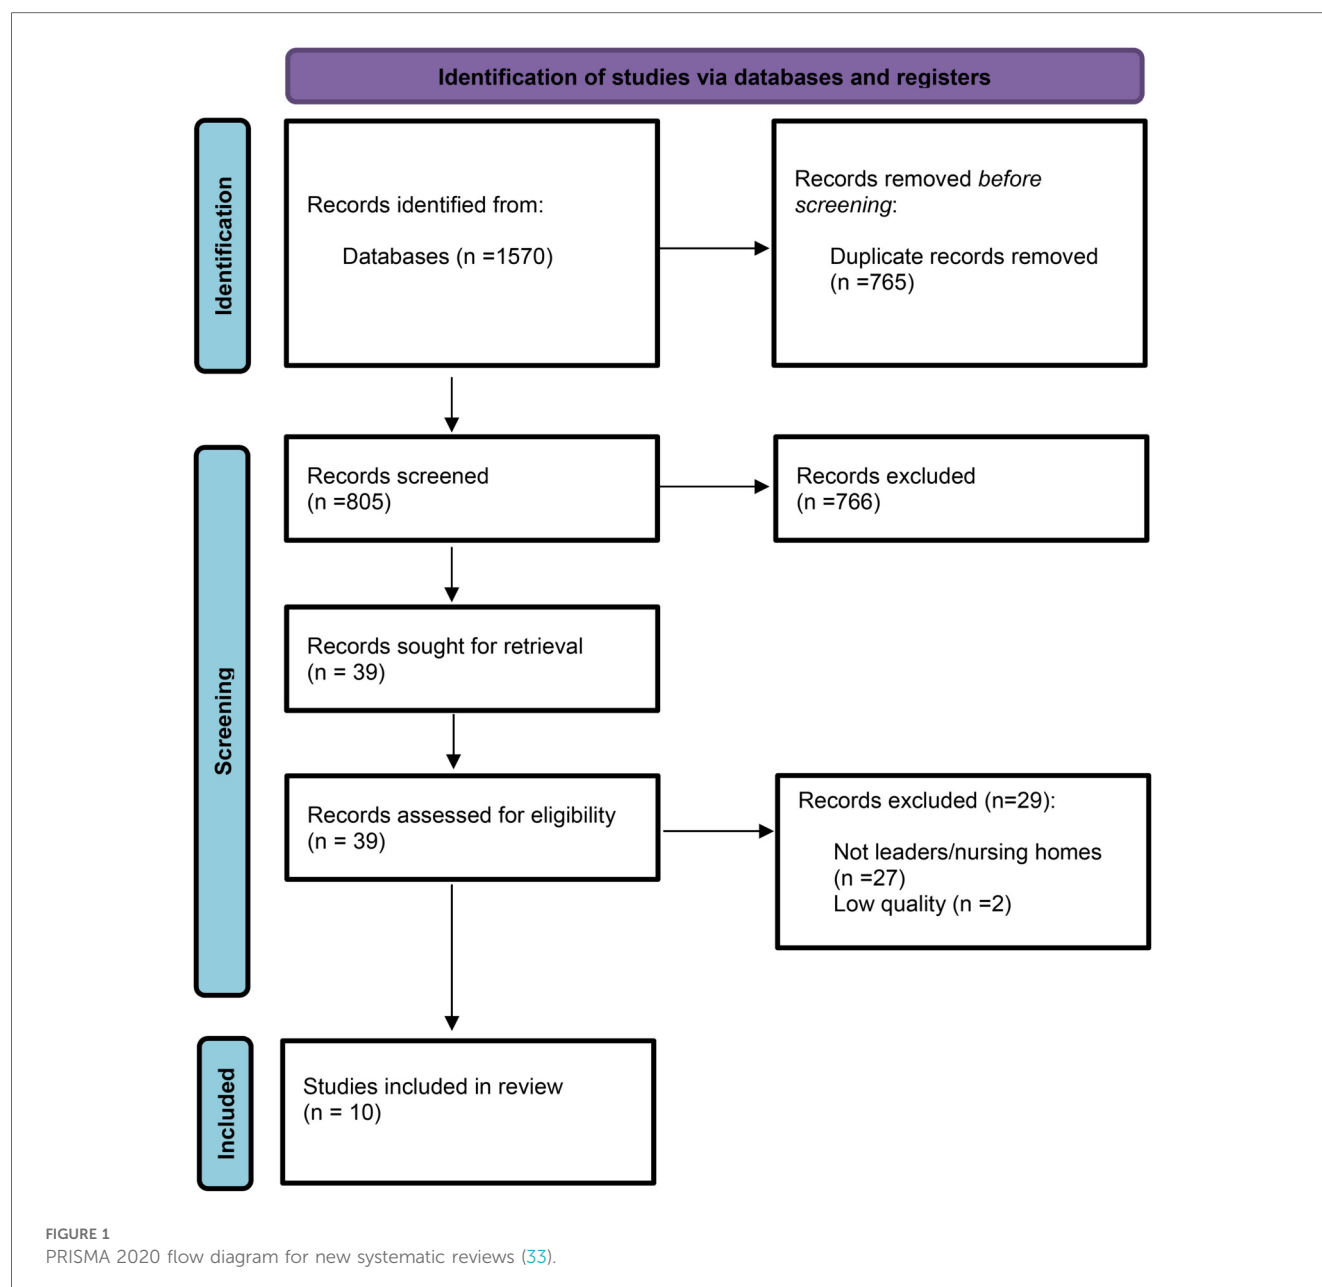 Identification of studies via databases and registers
Identification
Records identified from:
Databases (n =1570)
Records removed before
screening:
Duplicate records removed
(n =765)
Screening
Records screened
(n =805)
Records excluded
(n =766)
Records sought for retrieval
(n = 39)
Records assessed for eligibility
(n = 39)
Records excluded (n=29):
Not leaders/nursing homes
(n =27)
Low quality (n =2)
Included
Studies included in review
(n = 10)
FIGURE 1
PRISMA 2020 flow diagram for new systematic reviews (33).